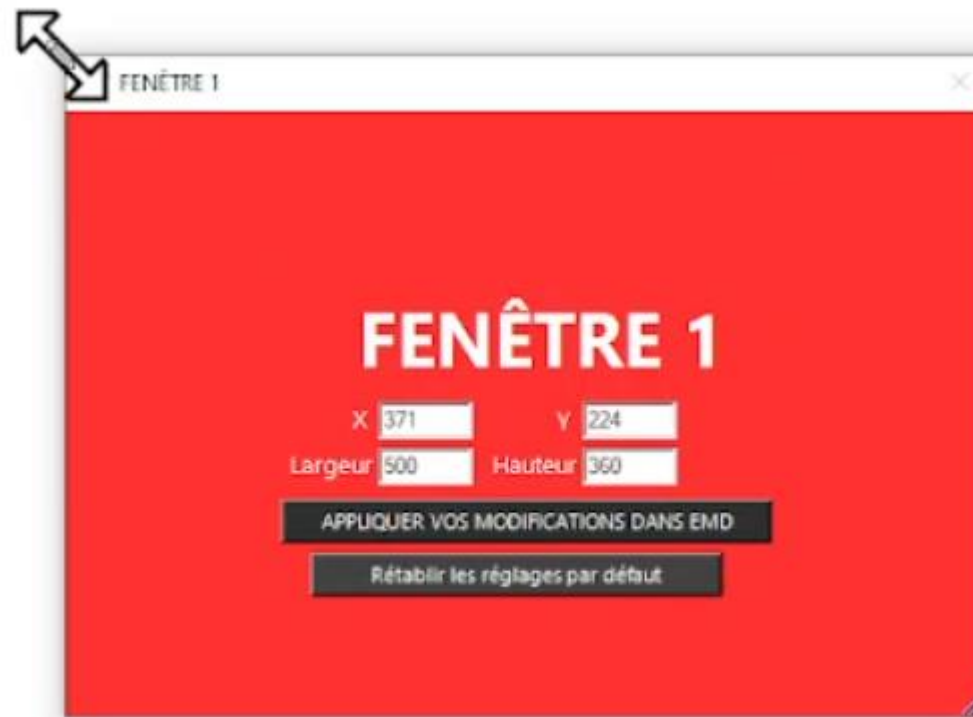 FENÊTRE 1
FENÊTRE 1
X 371 Y 224
Largeur 500 Hauteur 360
APPLIQUER VOS MODIFICATIONS DANS EMD
Rétablir les réglages par défaut